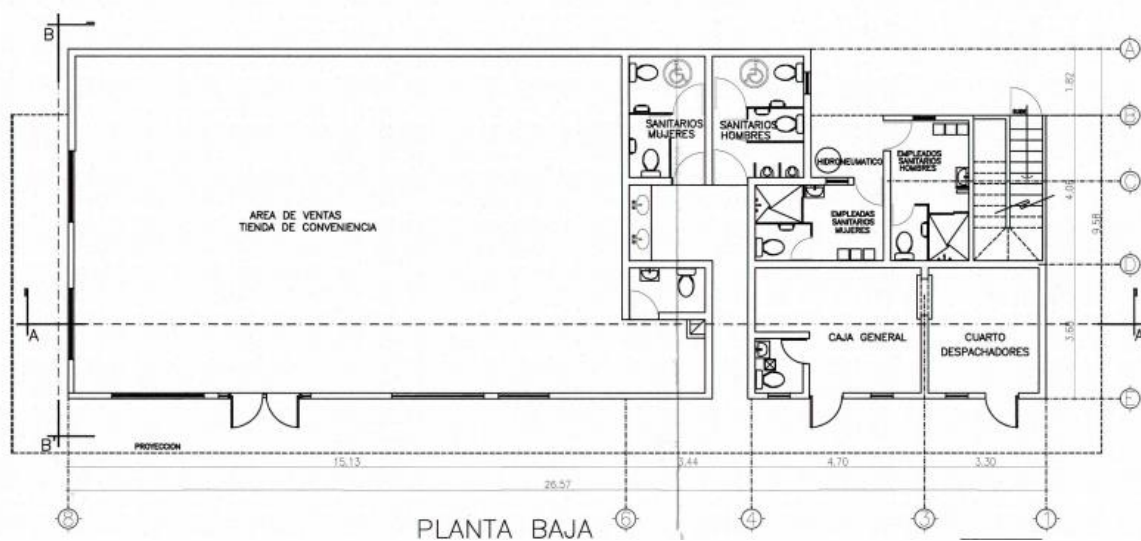 B
A
1.82
B
SANITARIOS
MUJERES
SANITARIOS
HOMBRES
EMPLEADOS
SANITARIOS
HOMBRES
HIDRONEUMATICO
C
4.05
AREA DE VENTAS
TIENDA DE CONVENIENCIA
EMPLEADAS
SANITARIOS
MUJERES
9.58
D
A
A
CAJA GENERAL
CUARTO
DESPACHADORES
3.60
E
B
PROYECCION
15.13
3.44
4.70
3.30
26.57
8
6
4
3
1
PLANTA BAJA